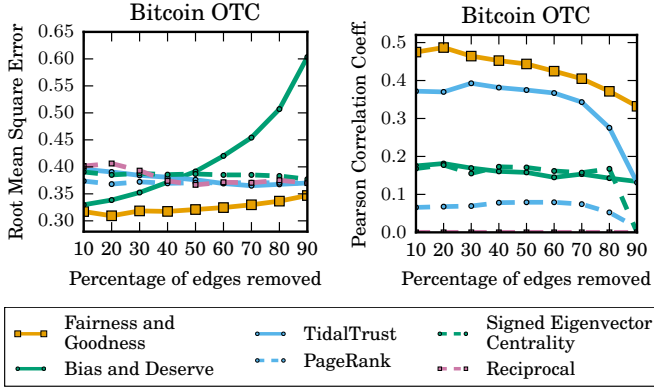 Bitcoin OTC
Root Mean Square Error
0.65
0.60
0.55
0.50
0.45
0.40
0.35
0.30
10 20 30 40 50 60 70 80 90
Percentage of edges removed
Bitcoin OTC
Pearson Correlation Coeff.
0.5
0.4
0.3
0.2
0.1
0.0
10 20 30 40 50 60 70 80 90
Percentage of edges removed
Fairness and
Goodness
Bias and Deserve
TidalTrust
PageRank
Signed Eigenvector
Centrality
Reciprocal